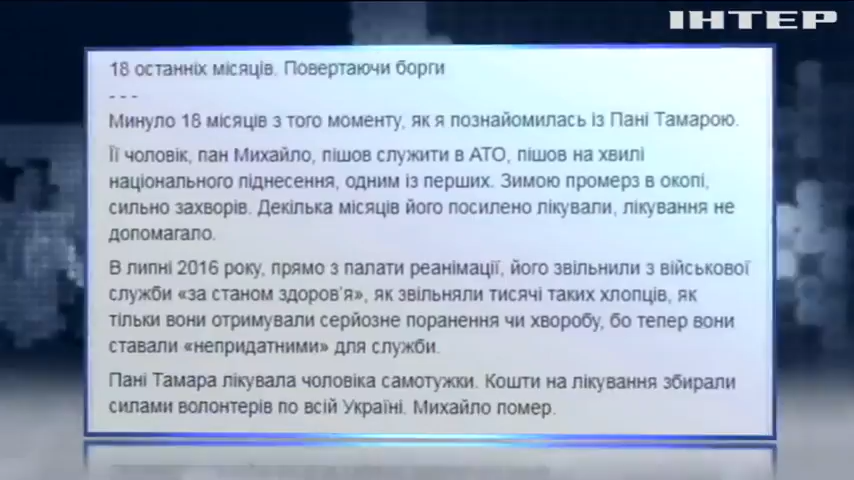 ІНТЕР
18 останніх місяців. Повертаючи борги
---
Минуло 18 місяців з того моменту, як я познайомилась із Пані Тамарою.
Її чоловік, пан Михайло, пішов служити в АТО, пішов на хвилі
національного піднесення, одним із перших. Зимою промерз в окопі,
сильно захворів. Декілька місяців його посилено лікували, лікування не
допомагало.
В липні 2016 року, прямо з палати реанімації, його звільнили з військової
служби «за станом здоров'я», як звільняли тисячі таких хлопців, як
тільки вони отримували серйозне поранення чи хворобу, бо тепер вони
ставали «непридатними» для служби.
Пані Тамара лікувала чоловіка самотужки. Кошти на лікування збирали
силами волонтерів по всій Україні. Михайло помер.